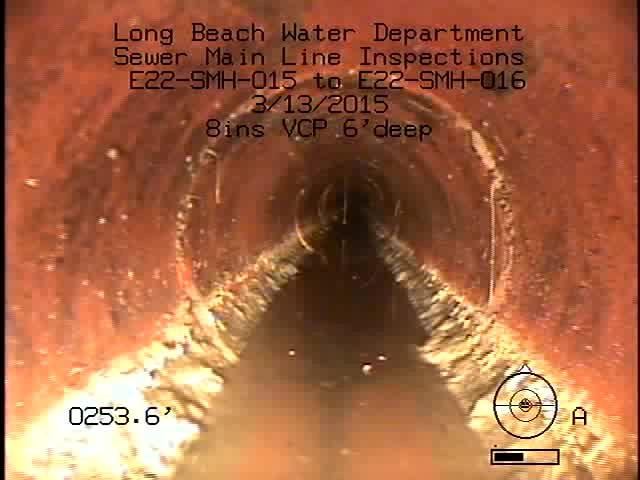 Long Beach Water Department
Sewer Main Line Inspections
E22-SMH-015 to E22-SMH-016
3/13/2015
8ins VCP 6'deep
0253.6' A